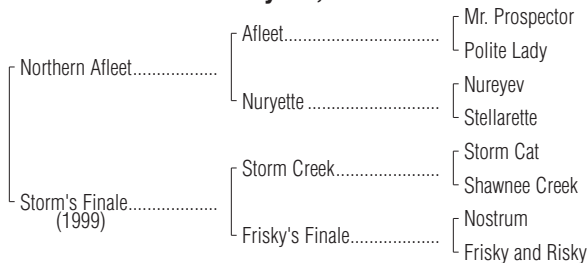 Afleet
Mr. Prospector
Polite Lady
Northern Afleet
Nuryette
Nureyev
Stellarette
Storm's Finale
(1999)
Storm Creek
Storm Cat
Shawnee Creek
Frisky's Finale
Nostrum
Frisky and Risky